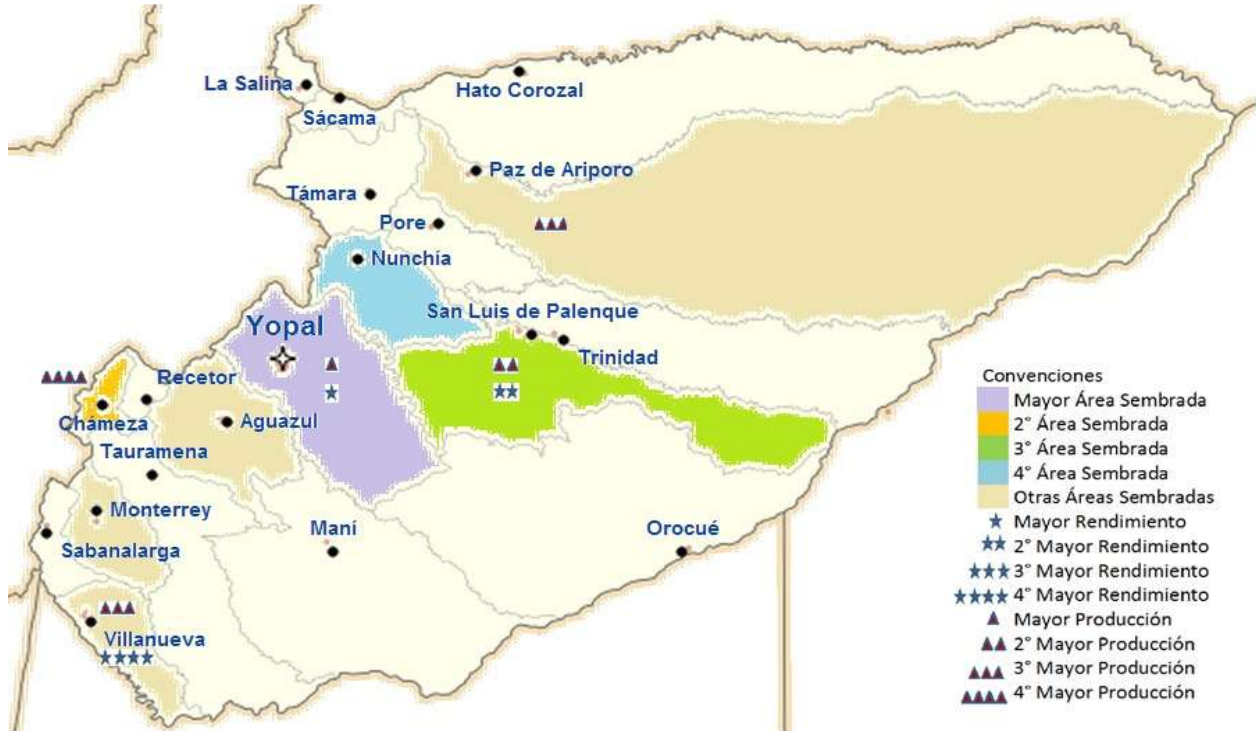 La Salina
Hato Corozal
Sácama
Paz de Ariporo
Támara
Pore
Nunchía
San Luis de Palenque
Yopal
Trinidad
Recetor
Chámeza
Aguazul
Tauramena
Monterrey
Maní
Orocué
Sabanalarga
Villanueva
Convenciones
Mayor Área Sembrada
2° Área Sembrada
3° Área Sembrada
4° Área Sembrada
Otras Áreas Sembradas
Mayor Rendimiento
2° Mayor Rendimiento
3° Mayor Rendimiento
4° Mayor Rendimiento
Mayor Producción
2° Mayor Producción
3° Mayor Producción
4° Mayor Producción